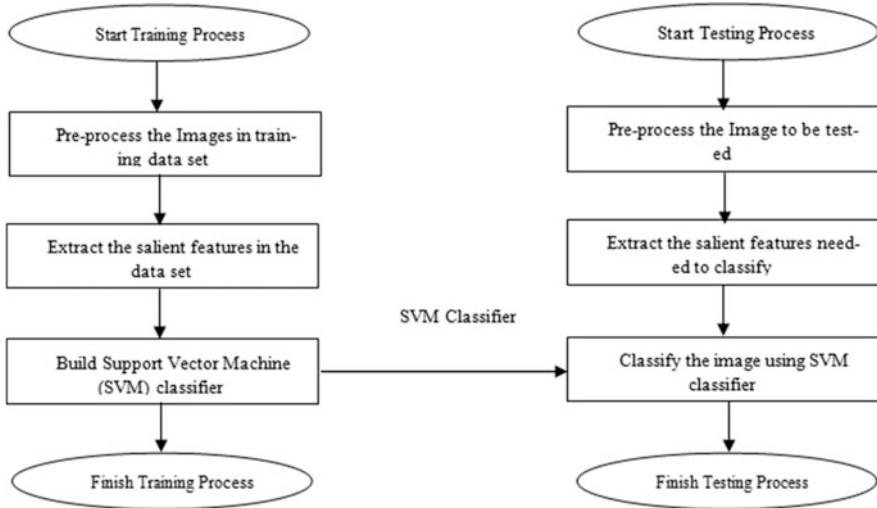 Start Training Process
Pre-process the Images in train-
ing data set
Extract the salient features in the
data set
Build Support Vector Machine
(SVM) classifier
Finish Training Process
SVM Classifier
Start Testing Process
Pre-process the Image to be test-
ed
Extract the salient features need-
ed to classify
Classify the image using SVM
classifier
Finish Testing Process